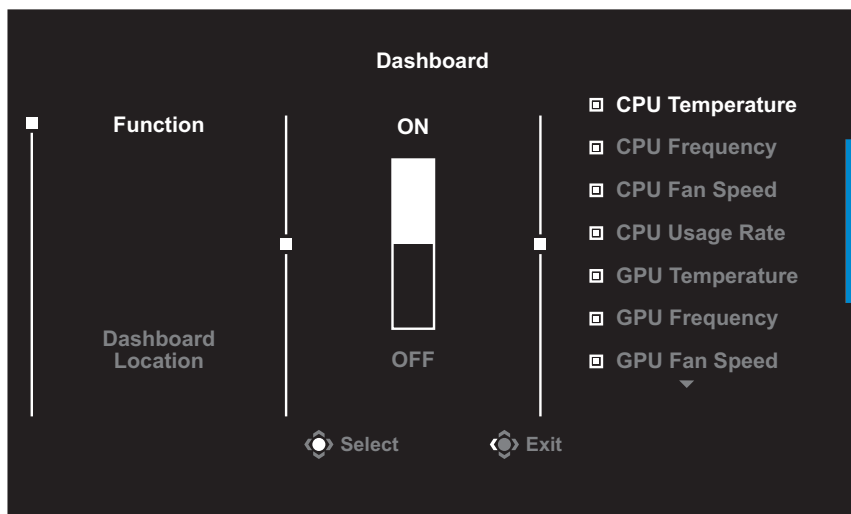 Dashboard
Function
Dashboard
Location
ON
OFF
CPU Temperature
CPU Frequency
CPU Fan Speed
CPU Usage Rate
GPU Temperature
GPU Frequency
GPU Fan Speed
Select
Exit